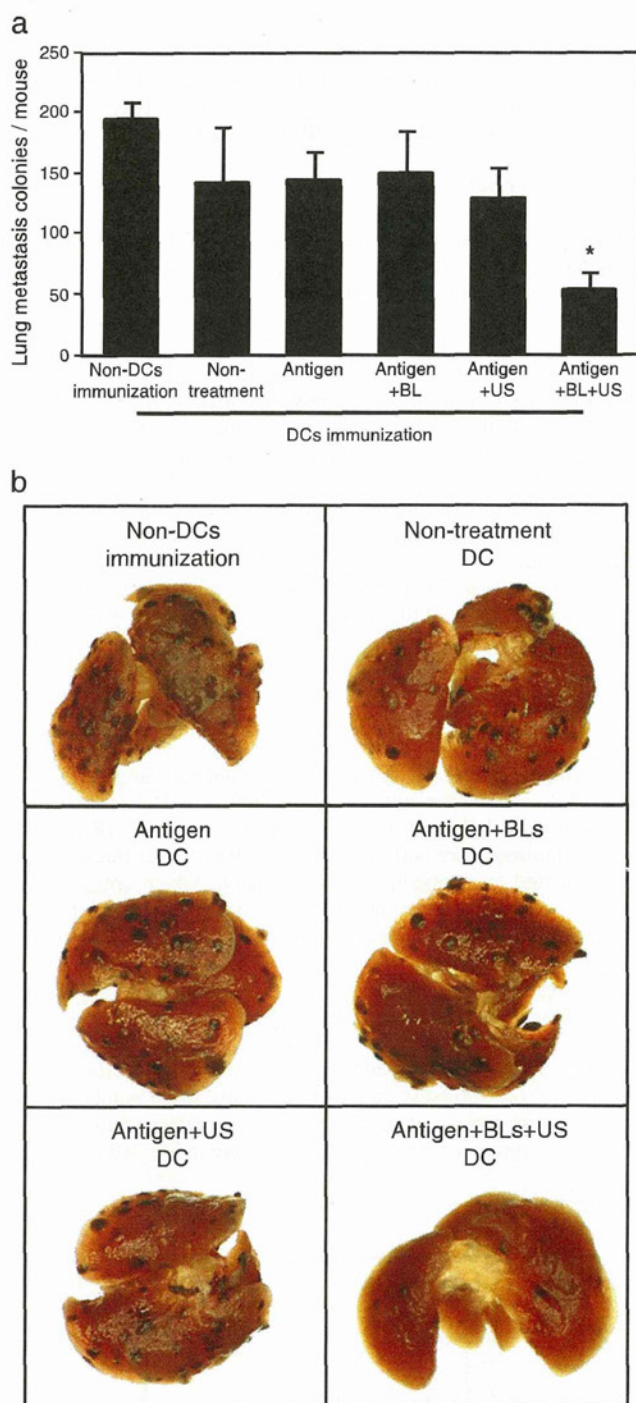 a
Lung metastasis colonies / mouse
250
200
150
100
50
0
*
Non-DCs
immunization
Non-
treatment
Antigen
Antigen
+BL
Antigen
+US
Antigen
+BL+US
DCs immunization
b
Non-DCs
immunization
Non-treatment
DC
Antigen
DC
Antigen+BLs
DC
Antigen+US
DC
Antigen+BLs+US
DC